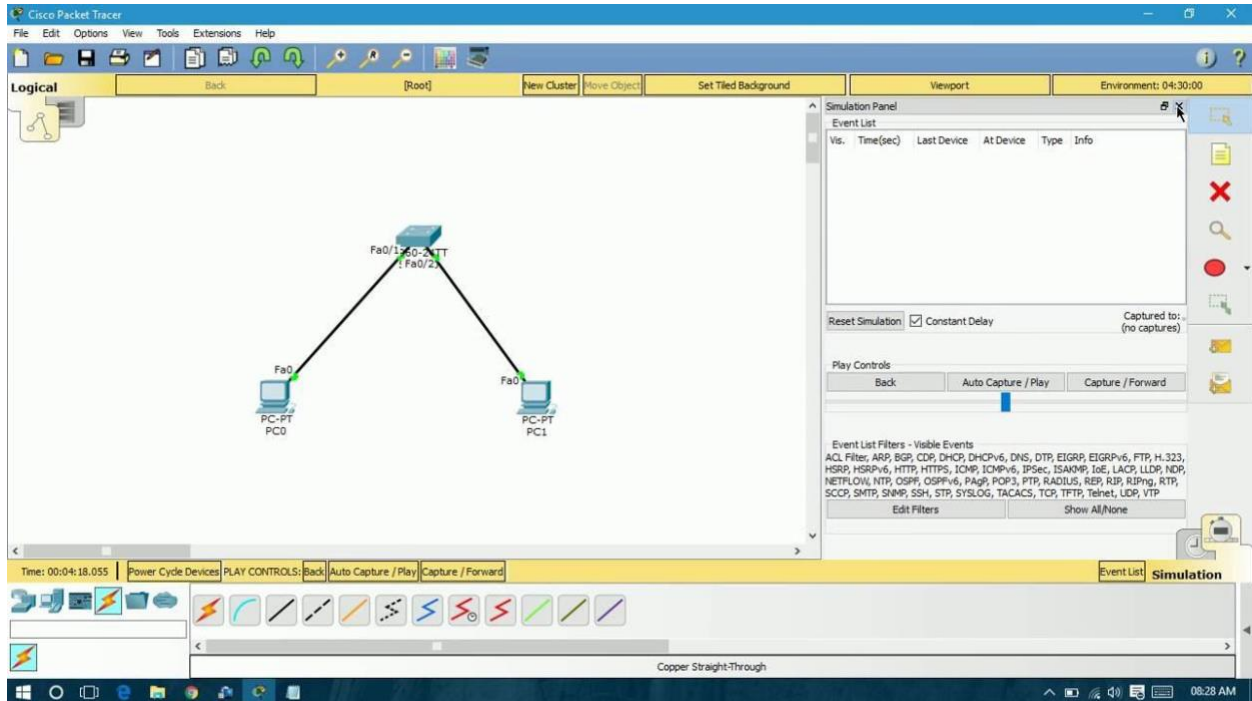 Cisco Packet Tracer
File Edit Options View Tools Extensions Help
Logical Back [Root] New Cluster Move Object Set Tiled Background Viewport Environment: 04:30:00
Simulation Panel
Event List
Vis. Time(sec) Last Device At Device Type Info
Fa0/1 60-24TT
Fa0/2
Reset Simulation Constant Delay Captured to:
(no captures)
Play Controls
Back Auto Capture / Play Capture / Forward
Fa0 Fa0
PC-PT PC-PT
PC0 PC1
Event List Filters - Visible Events
ACL Filter, ARP, BGP, CDP, DHCP, DHCPv6, DNS, DTP, EIGRP, EIGRPv6, FTP, H.323,
HSRP, HSRPv6, HTTP, HTTPS, ICMP, ICMPv6, IPSec, ISAKMP, IoE, LACP, LLDP, NDP,
NETFLOW, NTP, OSPF, OSPFv6, PAgP, POP3, PTP, RADIUS, REP, RIP, RIPng, RTP,
SCCP, SMTP, SNMP, SSH, STP, SYSLOG, TACACS, TCP, TFTP, Telnet, UDP, VTP
Edit Filters Show All/None
Time: 00:04:18.055 Power Cycle Devices PLAY CONTROLS: Back Auto Capture / Play Capture / Forward Event List Simulation
Copper Straight-Through
08:28 AM